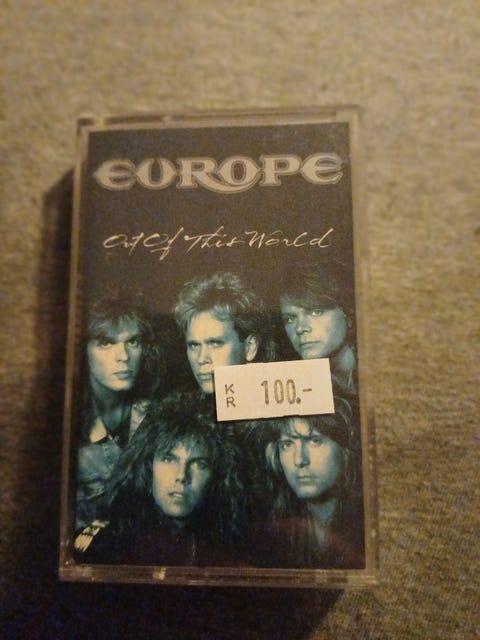 EUROPE
Out Of This World
KR 100.-